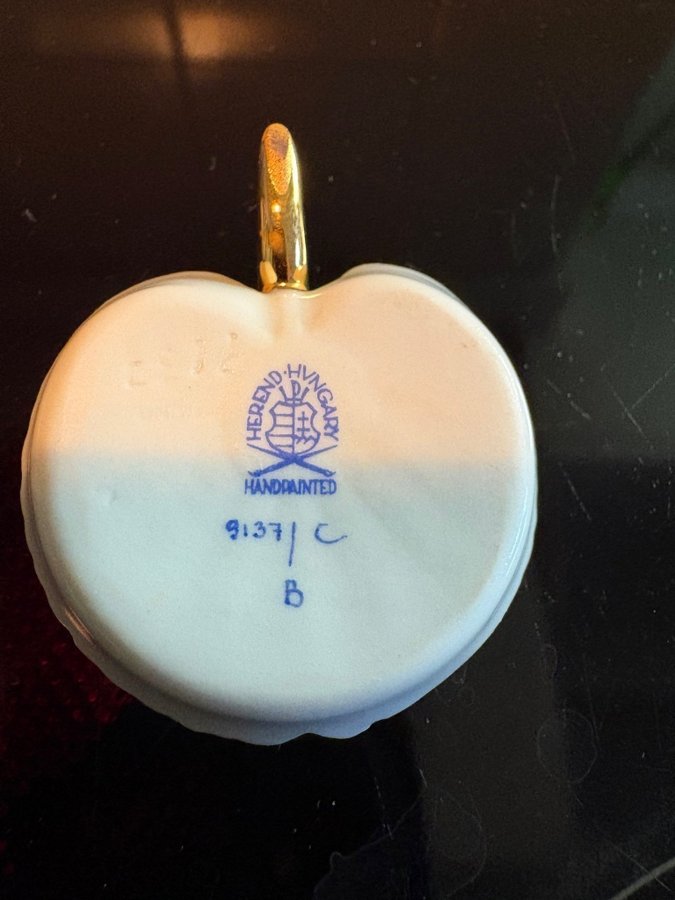 HEREND·HVNGARY
HANDPAINTED
9137/C
B